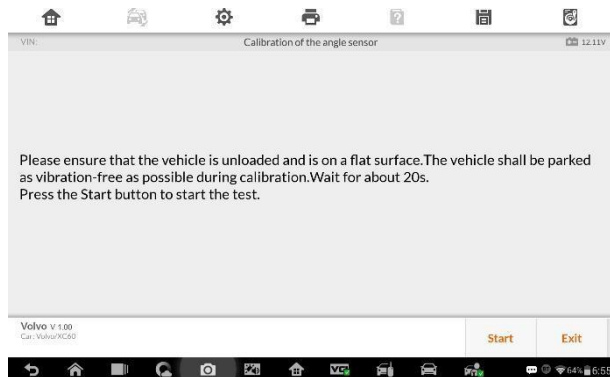 VIN: Calibration of the angle sensor 12.11V
Please ensure that the vehicle is unloaded and is on a flat surface.The vehicle shall be parked
as vibration-free as possible during calibration.Wait for about 20s.
Press the Start button to start the test.
Volvo V 1.00
Car: Volvo/XC60
Start Exit
64% 6:55